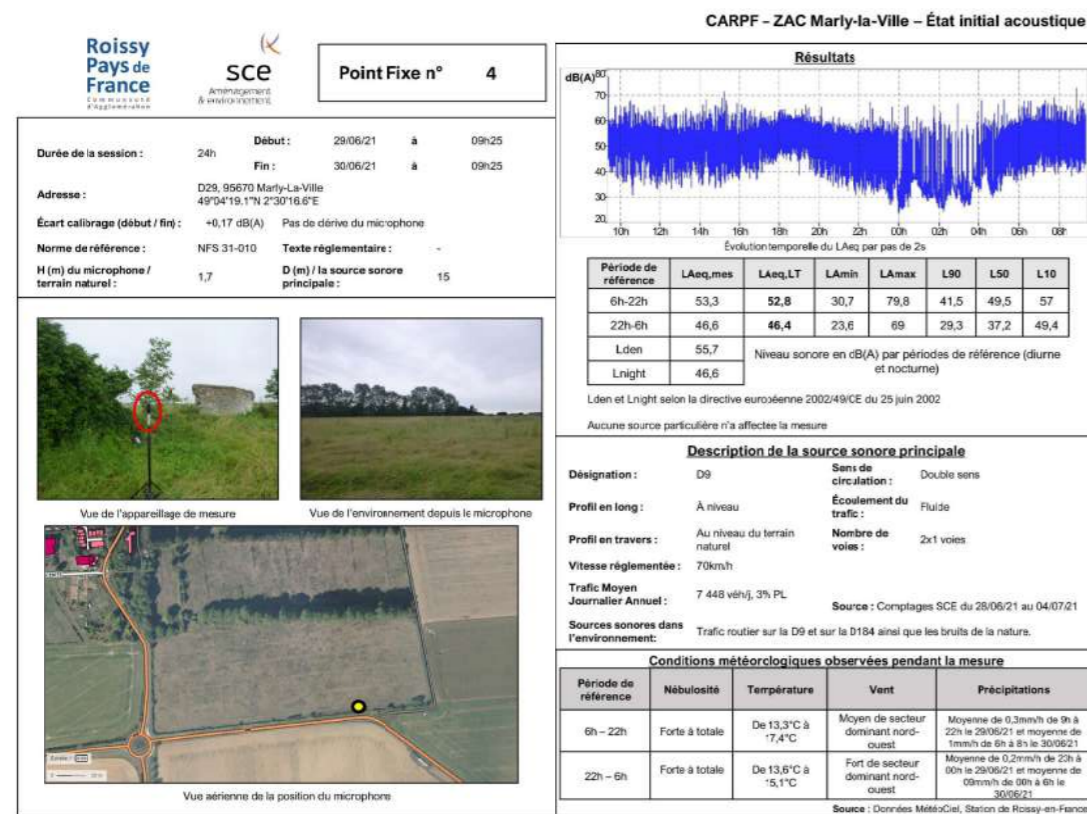 CARPF – ZAC Marly-la-Ville – État initial acoustique
Roissy
Pays de
France
Communauté
d'agglomération
sce
Aménagement
& environnement
Point Fixe n° 4
Durée de la session : 24h Début : 29/06/21 à 09h25
Fin : 30/06/21 à 09h25
Adresse : D29, 95670 Marly-La-Ville
49°04'19.1"N 2°30'16.6"E
Écart calibrage (début / fin) : +0,17 dB(A) Pas de dérive du microphone
Norme de référence : NFS 31-010 Texte réglementaire : -
H (m) du microphone / terrain naturel : 1,7 D (m) / la source sonore principale : 15
Vue de l'appareillage de mesure
Vue de l'environnement depuis le microphone
Vue aérienne de la position du microphone
Résultats
dB(A)
80
70
60
50
40
30
20
10h 12h 14h 16h 18h 20h 22h 00h 02h 04h 06h 08h
Évolution temporelle du LAeq par pas de 2s
Période de référence LAeq,mes LAeq,LT LAmin LAmax L90 L50 L10
6h-22h 53,3 52,8 30,7 79,8 41,5 49,5 57
22h-6h 46,6 46,4 23,6 69 29,3 37,2 49,4
Lden 55,7
Lnight 46,6
Niveau sonore en dB(A) par périodes de référence (diurne
et nocturne)
Lden et Lnight selon la directive européenne 2002/49/CE du 25 juin 2002
Aucune source particulière n'a affectée la mesure
Description de la source sonore principale
Désignation : D9 Sens de circulation : Double sens
Profil en long : À niveau Écoulement du trafic : Fluide
Profil en travers : Au niveau du terrain naturel Nombre de voies : 2x1 voies
Vitesse réglementée : 70km/h
Trafic Moyen Journalier Annuel : 7 448 véh/j, 3% PL Source : Comptages SCE du 28/06/21 au 04/07/21
Sources sonores dans l'environnement: Trafic routier sur la D9 et sur la D184 ainsi que les bruits de la nature.
Conditions météorologiques observées pendant la mesure
Période de référence Nébulosité Température Vent Précipitations
6h – 22h Forte à totale De 13,3°C à 17,4°C Moyen de secteur dominant nord-ouest Moyenne de 0,3mm/h de 9h à 22h le 29/06/21 et moyenne de 1mm/h de 6h à 8h le 30/06/21
22h – 6h Forte à totale De 13,6°C à 15,1°C Fort de secteur dominant nord-ouest Moyenne de 0,2mm/h de 23h à 00h le 29/06/21 et moyenne de 09mm/h de 00h à 6h le 30/06/21
Source : Données MétéoCiel, Station de Roissy-en-France